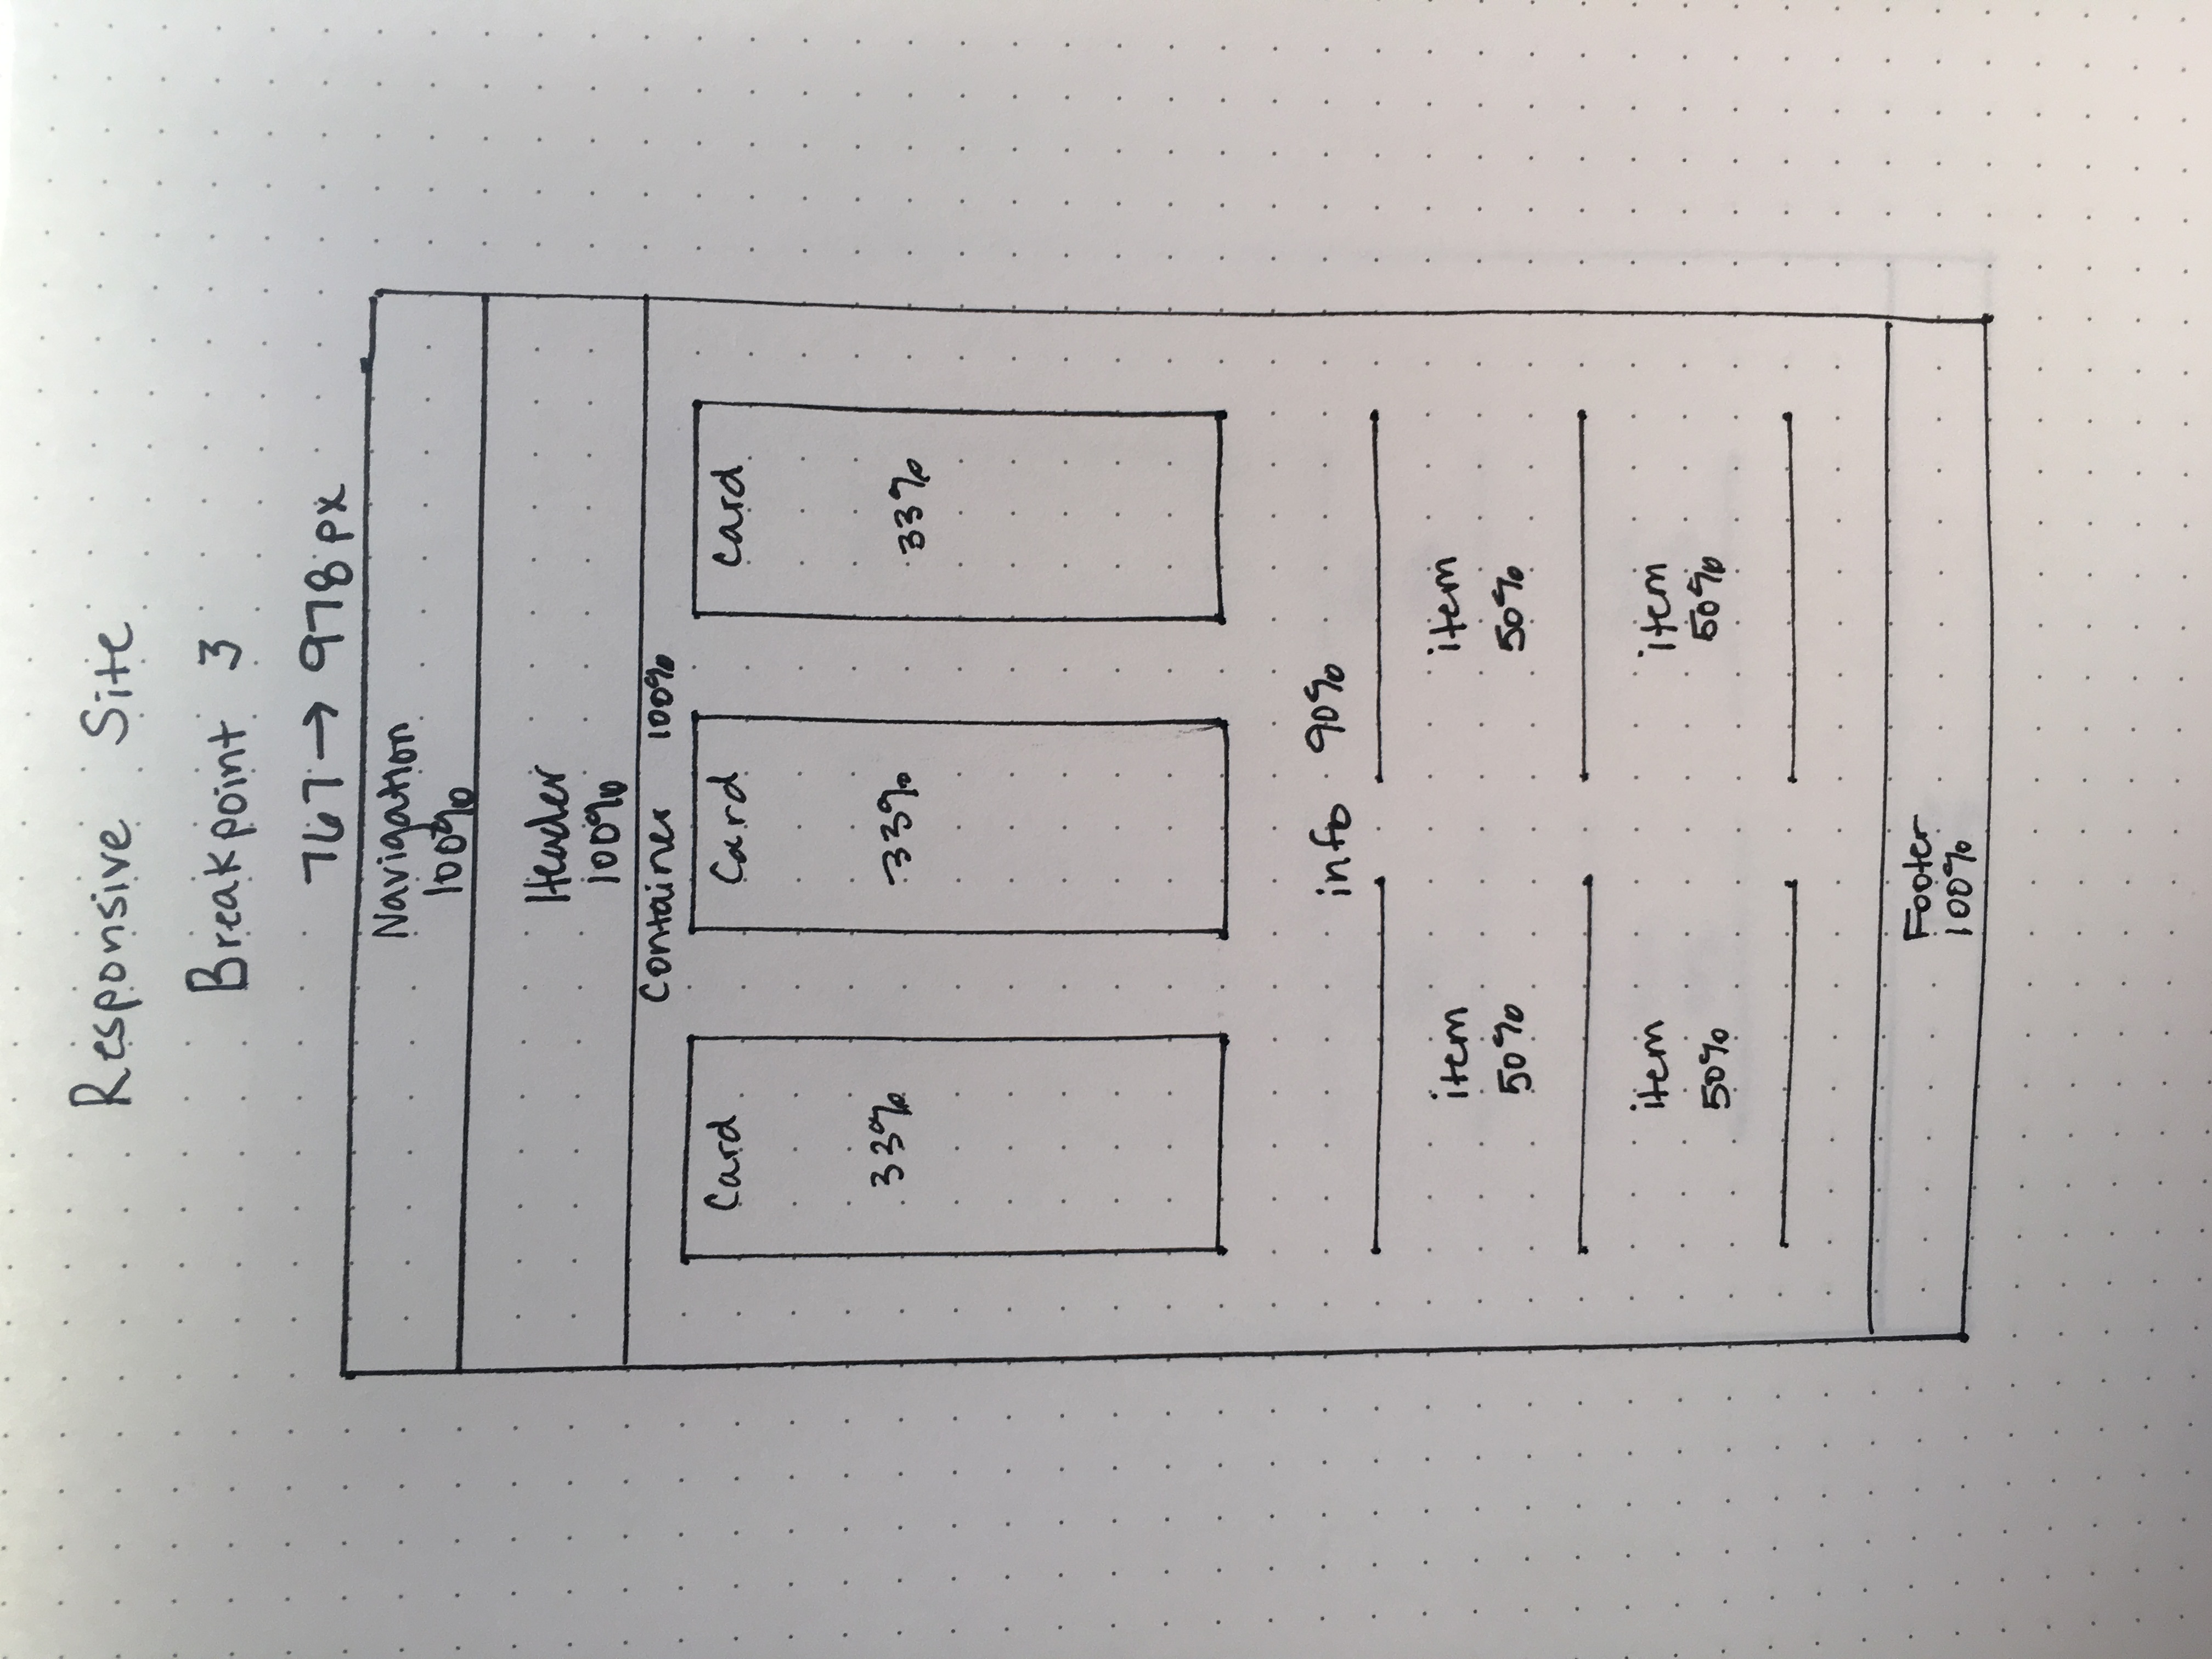 Responsive Site
Breakpoint 3
767 → 978 px
Navigation
100%
Header
100%
Container 100%
Card Card Card
33% 33% 33%
info 90%
item item
50% 50%
item item
50% 50%
Footer
100%